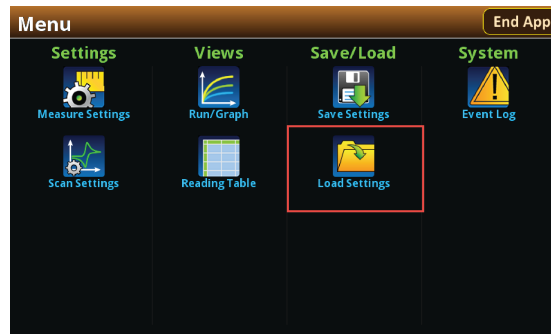 Menu
End App
Settings
Views
Save/Load
System
Measure Settings
Run/Graph
Save Settings
Event Log
Scan Settings
Reading Table
Load Settings